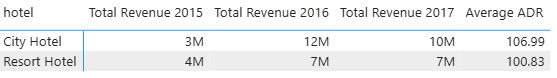 hotel Total Revenue 2015 Total Revenue 2016 Total Revenue 2017 Average ADR
City Hotel 3M 12M 10M 106.99
Resort Hotel 4M 7M 7M 100.83